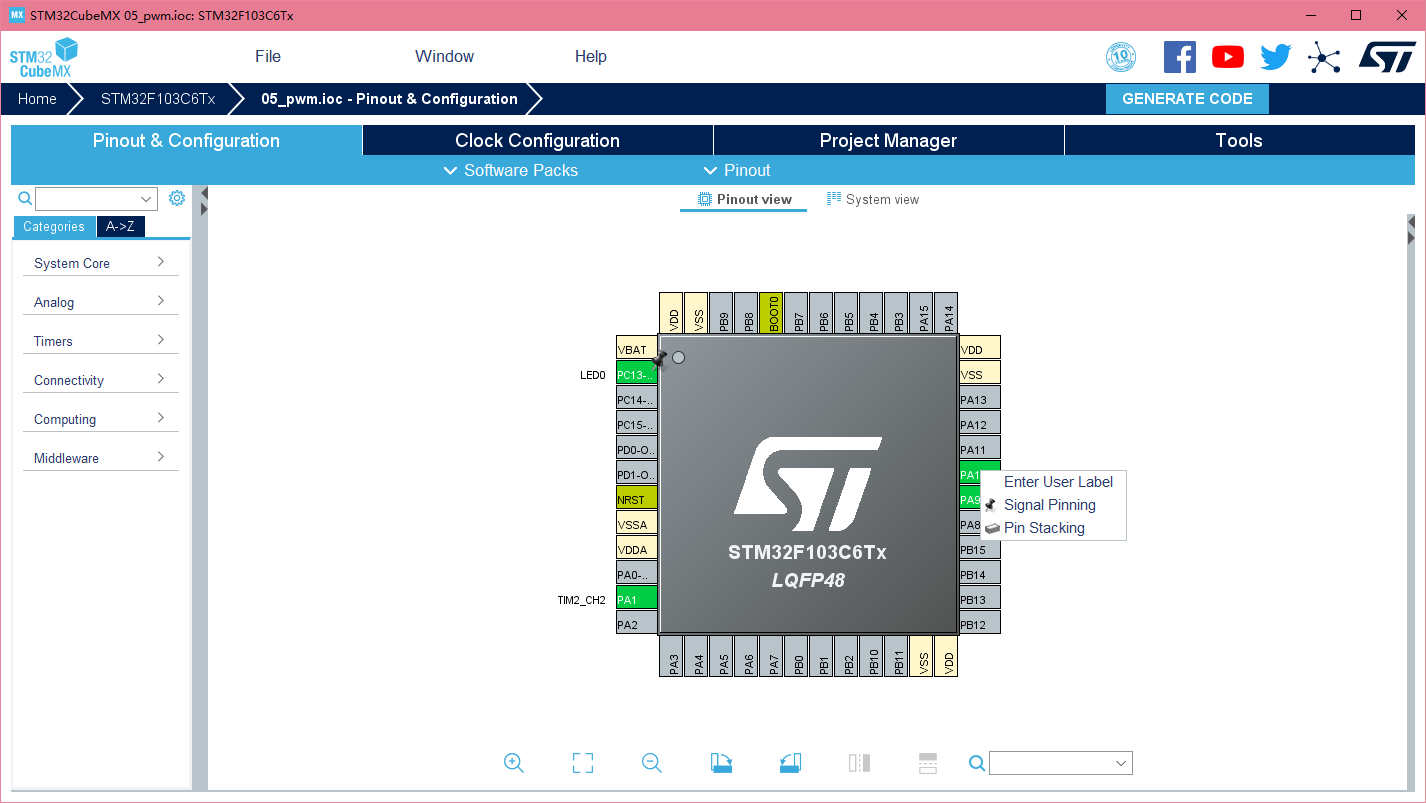 MX STM32CubeMX 05_pwm.ioc: STM32F103C6Tx
STM32
CubeMX
File Window Help
10
ST
Home STM32F103C6Tx 05_pwm.ioc - Pinout & Configuration GENERATE CODE
Pinout & Configuration Clock Configuration Project Manager Tools
Software Packs Pinout
Pinout view System view
Categories A->Z
System Core
Analog
Timers
Connectivity
Computing
Middleware
VDD VSS PB9 PB8 BOOT0 PB7 PB6 PB5 PB4 PB3 PA15 PA14
VBAT
LED0 PC13-..
PC14-..
PC15-..
PD0-O..
PD1-O..
NRST
VSSA
VDDA
PA0-..
TIM2_CH2 PA1
PA2
ST
STM32F103C6Tx
LQFP48
VDD
VSS
PA13
PA12
PA11
PA1
PA9
PA8
PB15
PB14
PB13
PB12
Enter User Label
Signal Pinning
Pin Stacking
PA3 PA4 PA5 PA6 PA7 PB0 PB1 PB2 PB10 PB11 VSS VDD